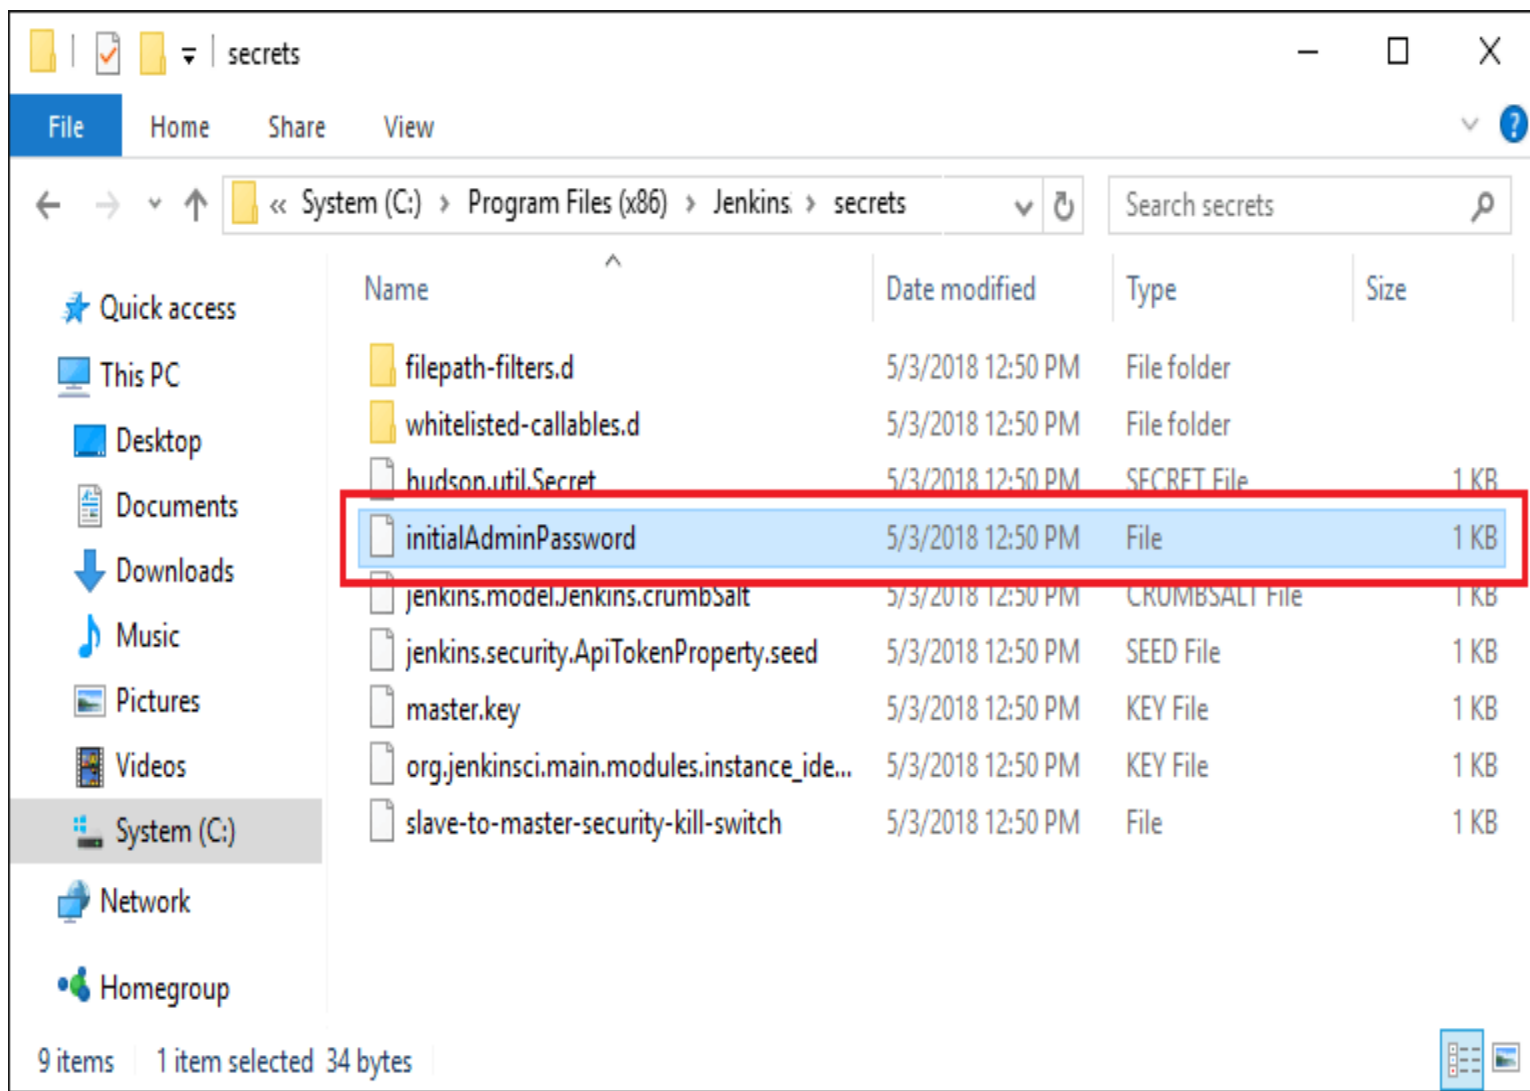 secrets
File Home Share View
« System (C:) › Program Files (x86) › Jenkins › secrets Search secrets
Name Date modified Type Size
Quick access
This PC
Desktop
Documents
Downloads
Music
Pictures
Videos
System (C:)
Network
Homegroup
filepath-filters.d 5/3/2018 12:50 PM File folder
whitelisted-callables.d 5/3/2018 12:50 PM File folder
hudson.util.Secret 5/3/2018 12:50 PM SECRET File 1 KB
initialAdminPassword 5/3/2018 12:50 PM File 1 KB
jenkins.model.Jenkins.crumbSalt 5/3/2018 12:50 PM CRUMBSALT File 1 KB
jenkins.security.ApiTokenProperty.seed 5/3/2018 12:50 PM SEED File 1 KB
master.key 5/3/2018 12:50 PM KEY File 1 KB
org.jenkinsci.main.modules.instance_ide... 5/3/2018 12:50 PM KEY File 1 KB
slave-to-master-security-kill-switch 5/3/2018 12:50 PM File 1 KB
9 items 1 item selected 34 bytes